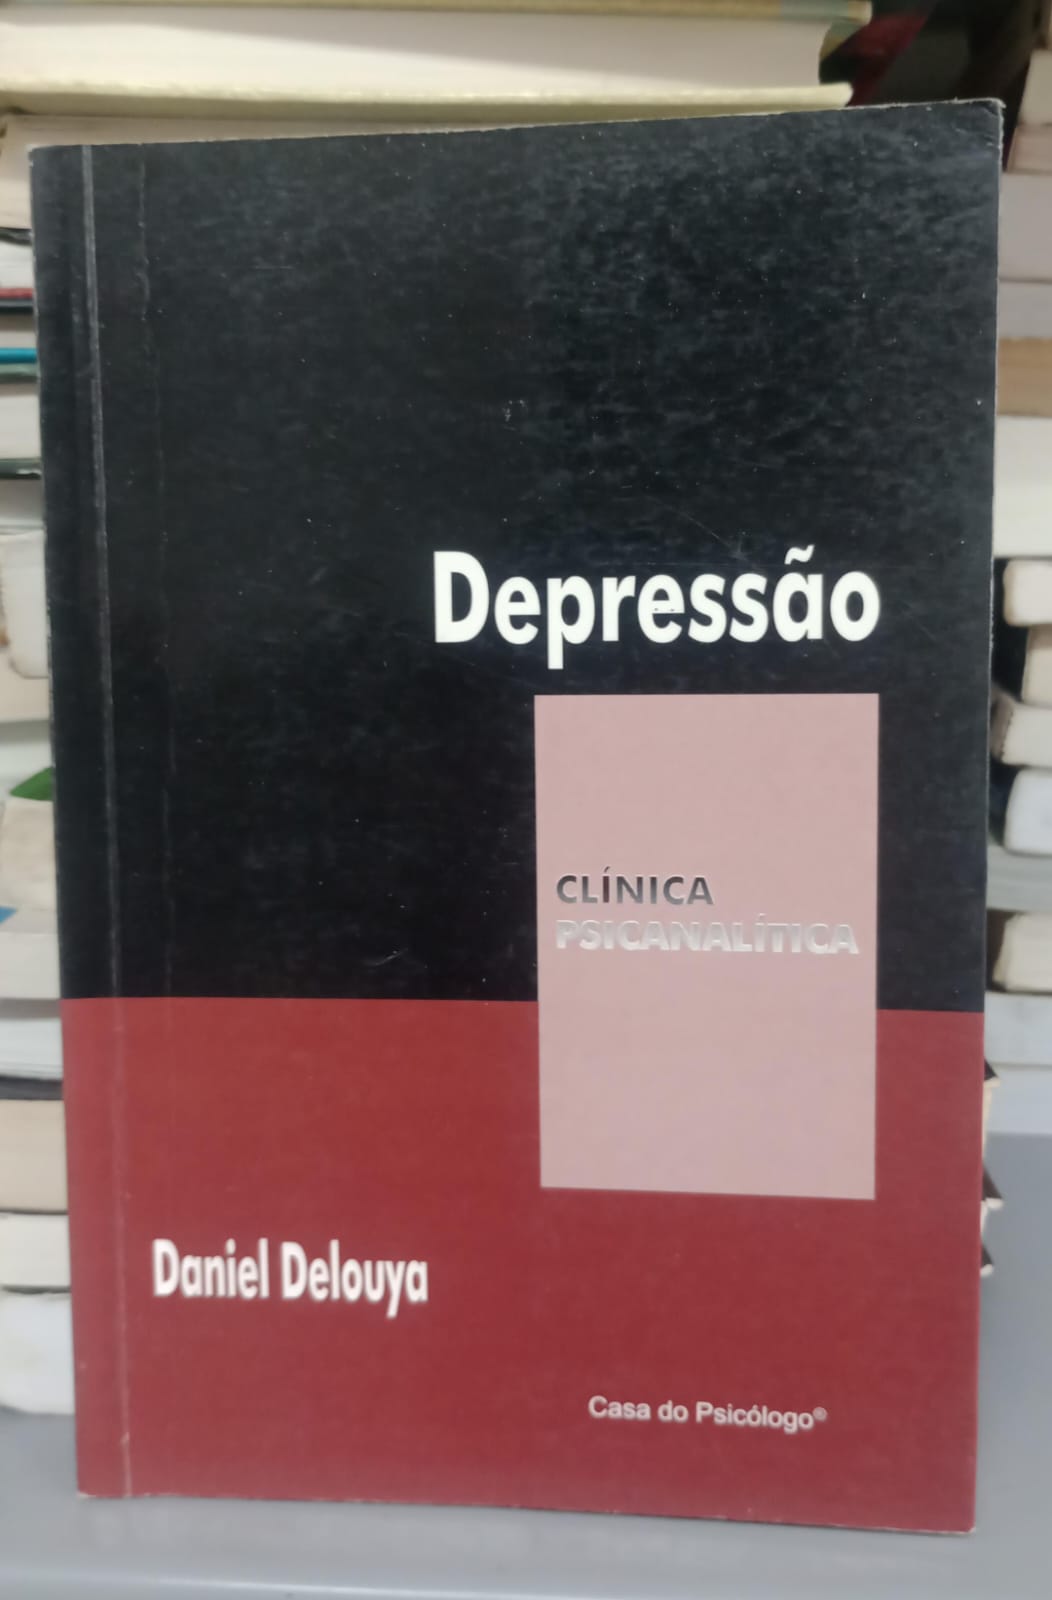 Depressão
CLÍNICA
PSICANALÍTICA
Daniel Delouya
Casa do Psicólogo®